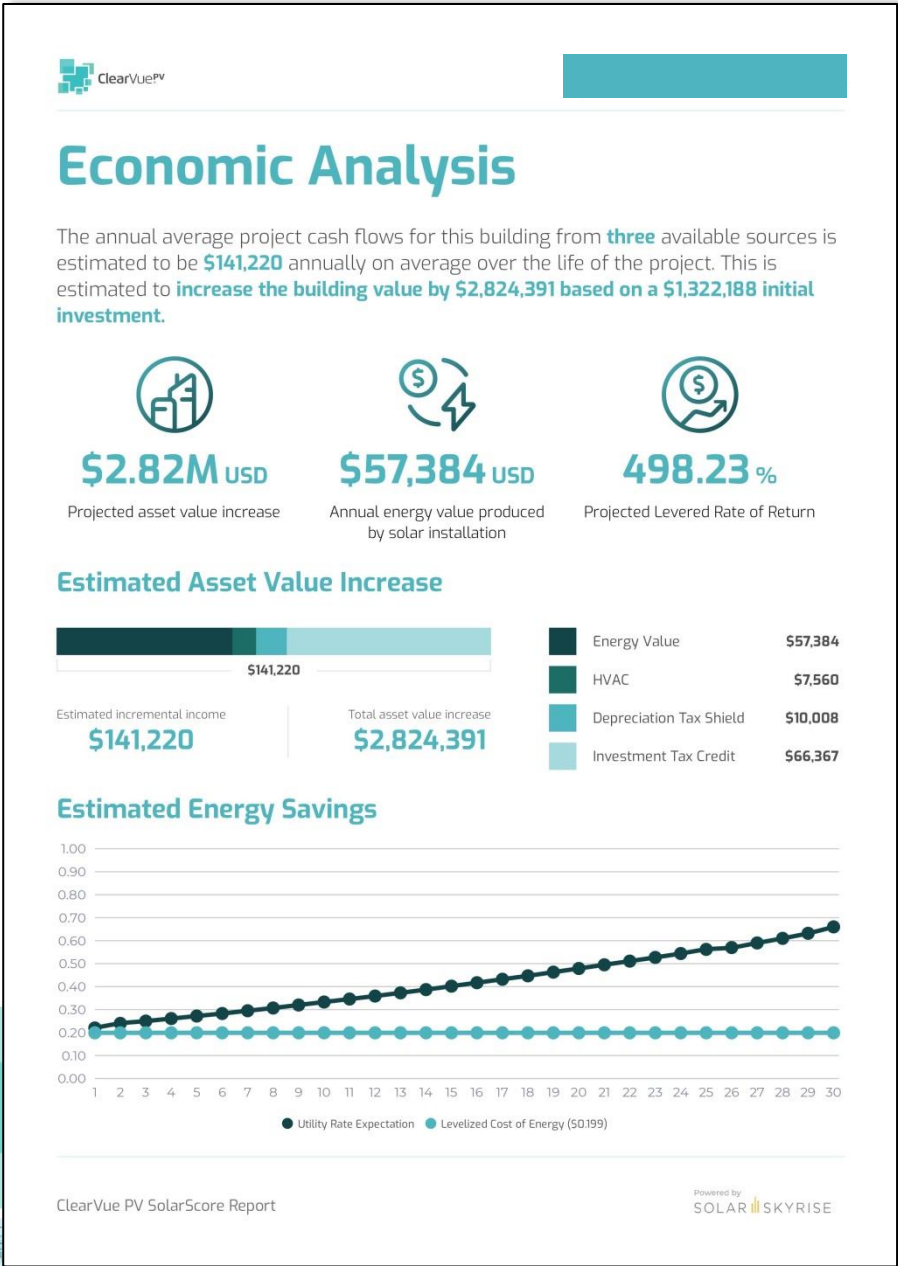 ClearVuePV
Economic Analysis
The annual average project cash flows for this building from three available sources is
estimated to be $141,220 annually on average over the life of the project. This is
estimated to increase the building value by $2,824,391 based on a $1,322,188 initial
investment.
$2.82M USD
Projected asset value increase
$57,384 USD
Annual energy value produced
by solar installation
498.23 %
Projected Levered Rate of Return
Estimated Asset Value Increase
$141,220
Estimated incremental income
$141,220
Total asset value increase
$2,824,391
Energy Value $57,384
HVAC $7,560
Depreciation Tax Shield $10,008
Investment Tax Credit $66,367
Estimated Energy Savings
1.00
0.90
0.80
0.70
0.60
0.50
0.40
0.30
0.20
0.10
0.00
1 2 3 4 5 6 7 8 9 10 11 12 13 14 15 16 17 18 19 20 21 22 23 24 25 26 27 28 29 30
Utility Rate Expectation Levelized Cost of Energy ($0.199)
ClearVue PV SolarScore Report
Powered by
SOLAR SKYRISE